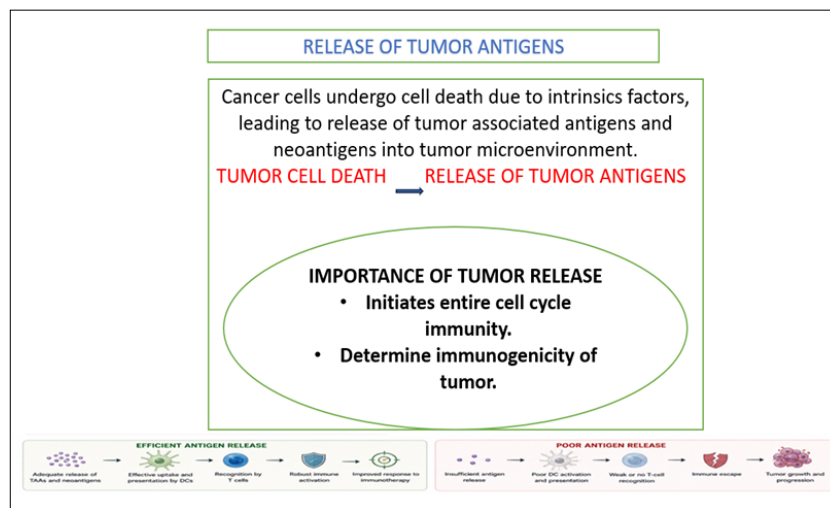 RELEASE OF TUMOR ANTIGENS
Cancer cells undergo cell death due to intrinsics factors,
leading to release of tumor associated antigens and
neoantigens into tumor microenvironment.
TUMOR CELL DEATH RELEASE OF TUMOR ANTIGENS
IMPORTANCE OF TUMOR RELEASE
• Initiates entire cell cycle
immunity.
• Determine immunogenicity of
tumor.
EFFICIENT ANTIGEN RELEASE
Adequate release of
TAAs and neoantigens
Effective uptake and
presentation by DCs
Recognition by
T cells
Robust immune
activation
Improved response to
immunotherapy
POOR ANTIGEN RELEASE
Insufficient antigen
release
Poor DC activation
and presentation
Weak or no T-cell
recognition
Immune escape
Tumor growth and
progression